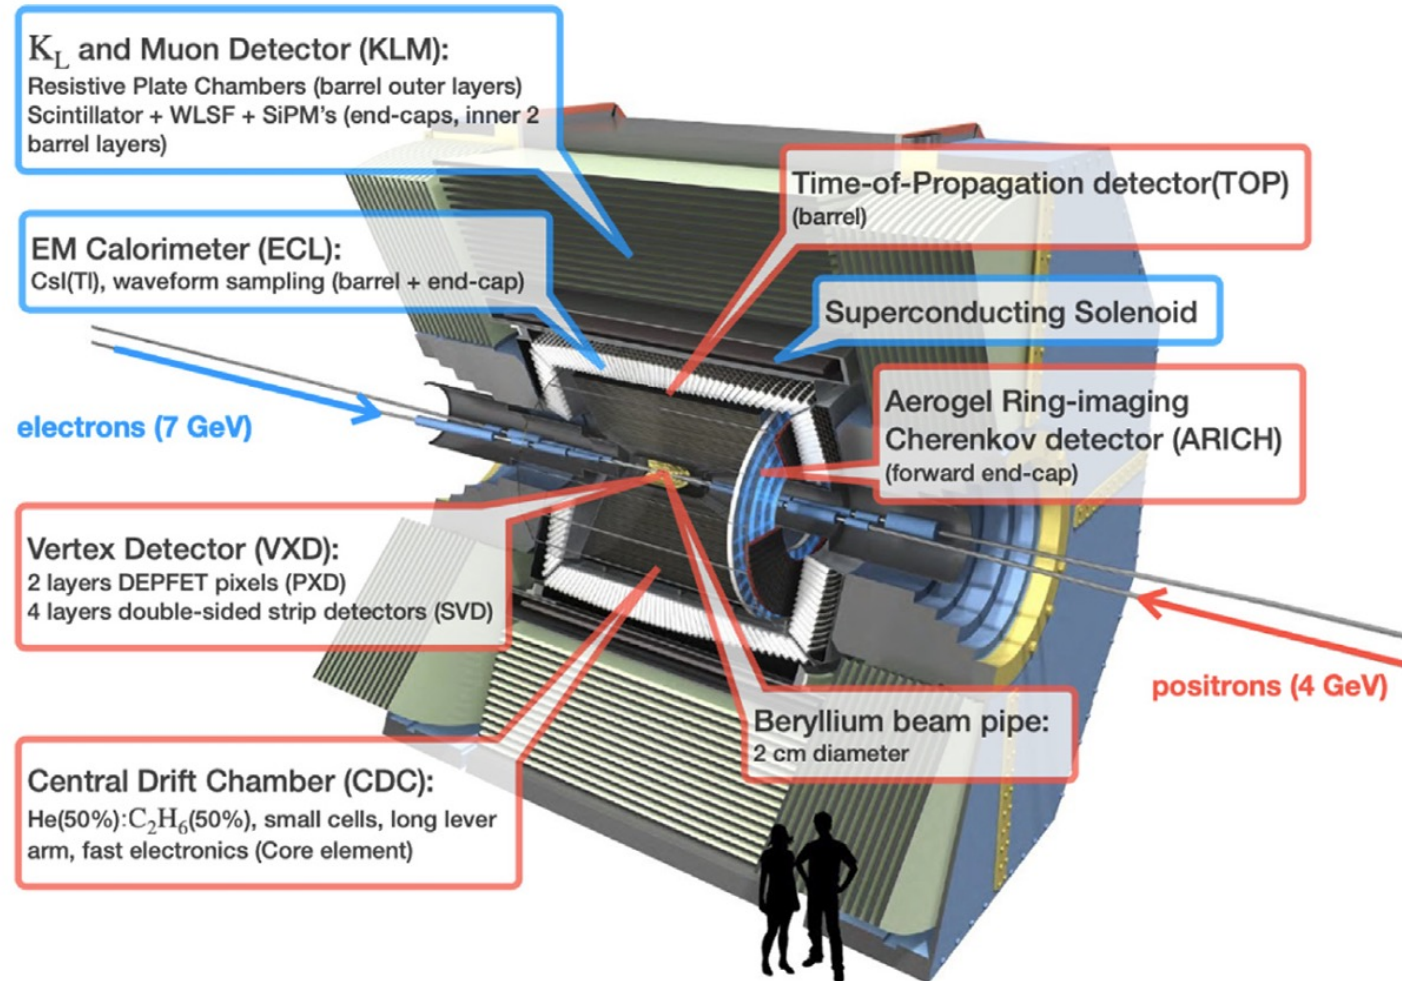 K_L and Muon Detector (KLM):
Resistive Plate Chambers (barrel outer layers)
Scintillator + WLSF + SiPM's (end-caps, inner 2
barrel layers)
Time-of-Propagation detector(TOP)
(barrel)
EM Calorimeter (ECL):
CsI(Tl), waveform sampling (barrel + end-cap)
Superconducting Solenoid
Aerogel Ring-imaging
Cherenkov detector (ARICH)
(forward end-cap)
electrons (7 GeV)
Vertex Detector (VXD):
2 layers DEPFET pixels (PXD)
4 layers double-sided strip detectors (SVD)
positrons (4 GeV)
Beryllium beam pipe:
2 cm diameter
Central Drift Chamber (CDC):
He(50%):C₂H₆(50%), small cells, long lever
arm, fast electronics (Core element)